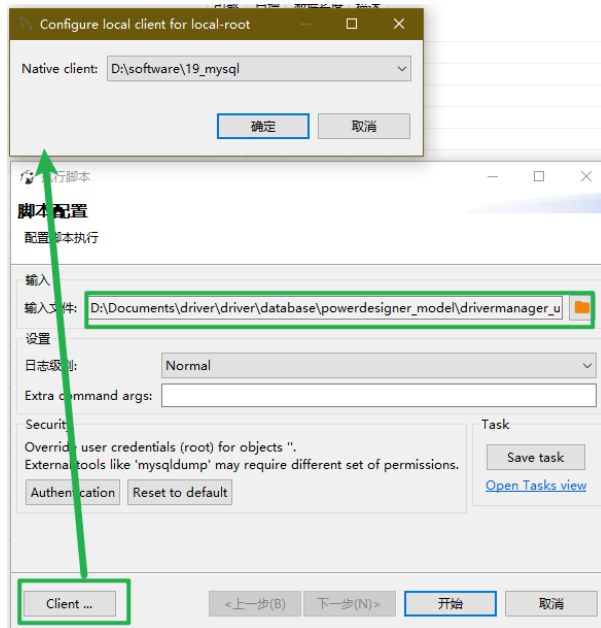 Configure local client for local-root
Native client: D:\software\19_mysql
确定 取消
行脚本
脚本配置
配置脚本执行
输入
输入文件: D:\Documents\driver\driver\database\powerdesigner_model\drivermanager_u
设置
日志级别: Normal
Extra command args:
Security
Override user credentials (root) for objects ''.
External tools like 'mysqldump' may require different set of permissions.
Authentication Reset to default
Task
Save task
Open Tasks view
Client ... <上一步(B) 下一步(N)> 开始 取消